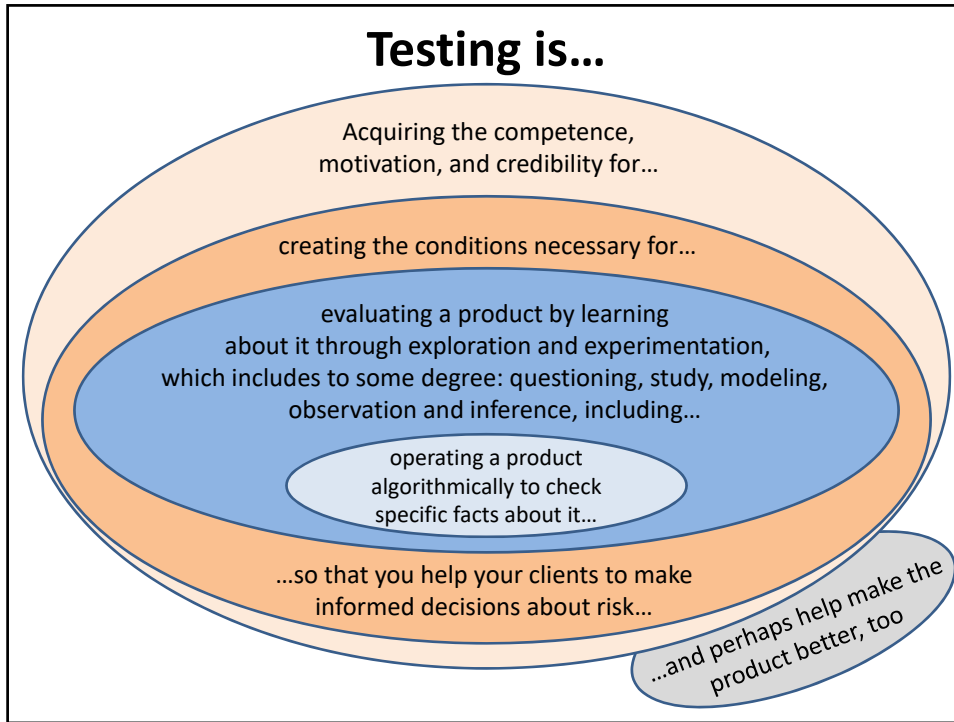 Testing is…
Acquiring the competence,
motivation, and credibility for…
creating the conditions necessary for…
evaluating a product by learning
about it through exploration and experimentation,
which includes to some degree: questioning, study, modeling,
observation and inference, including…
operating a product
algorithmically to check
specific facts about it…
…so that you help your clients to make
informed decisions about risk…
…and perhaps help make the
product better, too